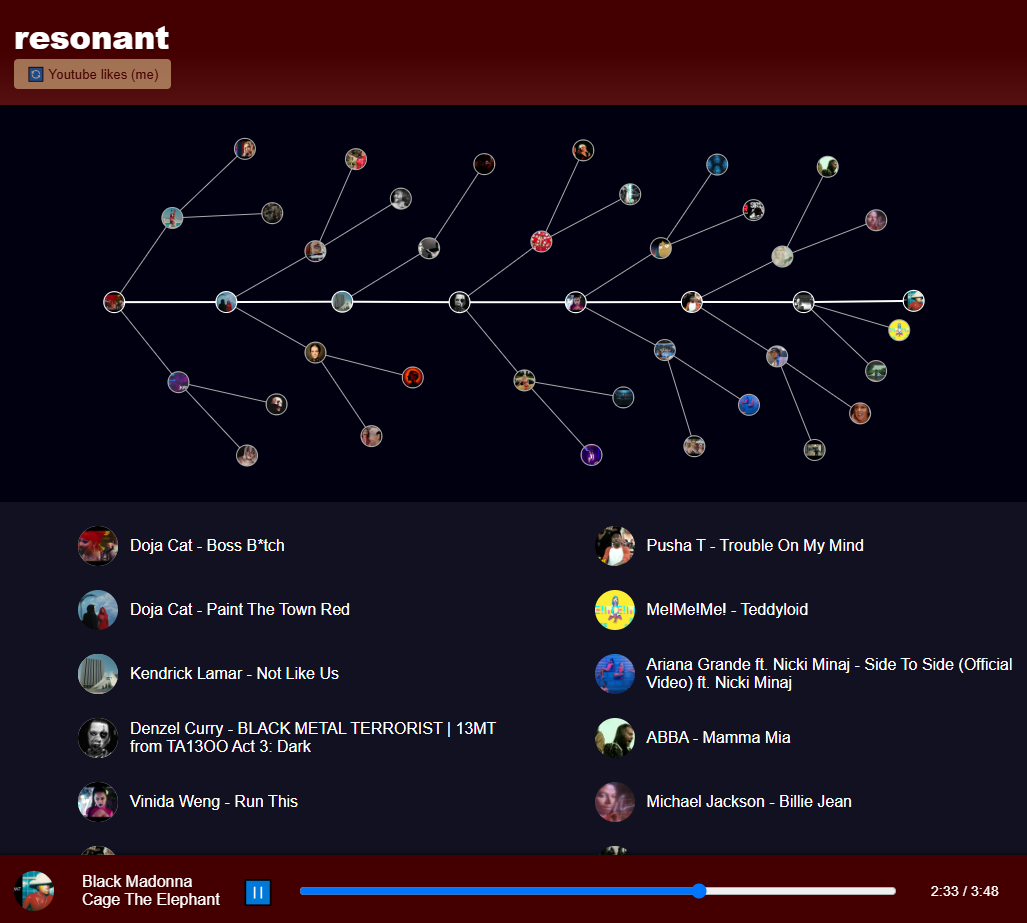 resonant
Youtube likes (me)
Doja Cat - Boss B*tch
Pusha T - Trouble On My Mind
Doja Cat - Paint The Town Red
Me!Me!Me! - Teddyloid
Kendrick Lamar - Not Like Us
Ariana Grande ft. Nicki Minaj - Side To Side (Official
Video) ft. Nicki Minaj
Denzel Curry - BLACK METAL TERRORIST | 13MT
from TA13OO Act 3: Dark
ABBA - Mamma Mia
Vinida Weng - Run This
Michael Jackson - Billie Jean
Black Madonna
Cage The Elephant
2:33 / 3:48